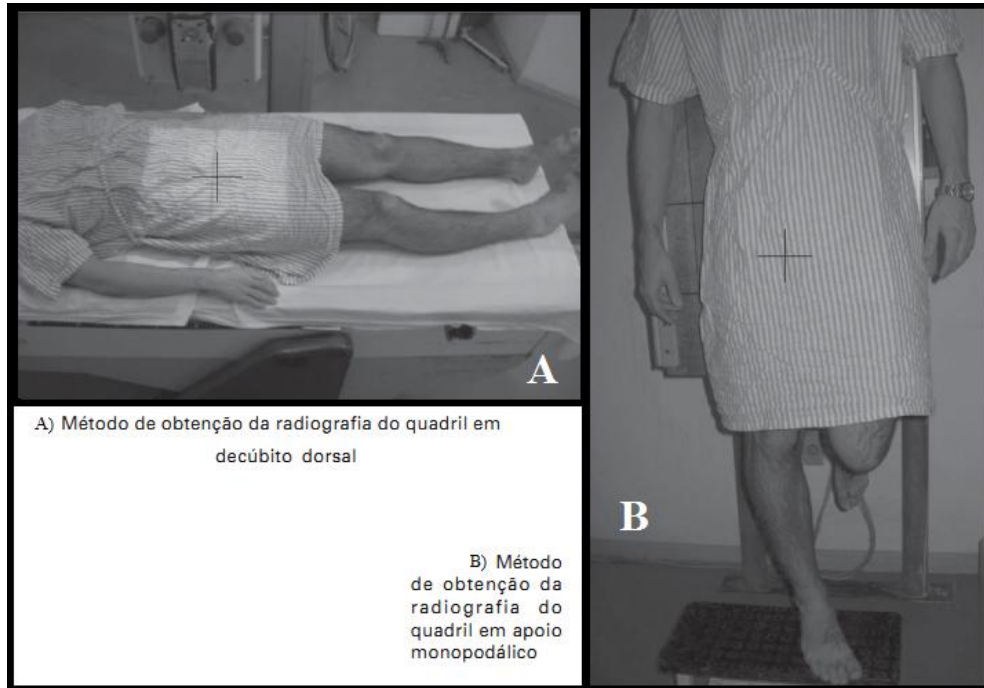 A
A) Método de obtenção da radiografia do quadril em
decúbito dorsal
B) Método
de obtenção da
radiografia do
quadril em apoio
monopodálico
B